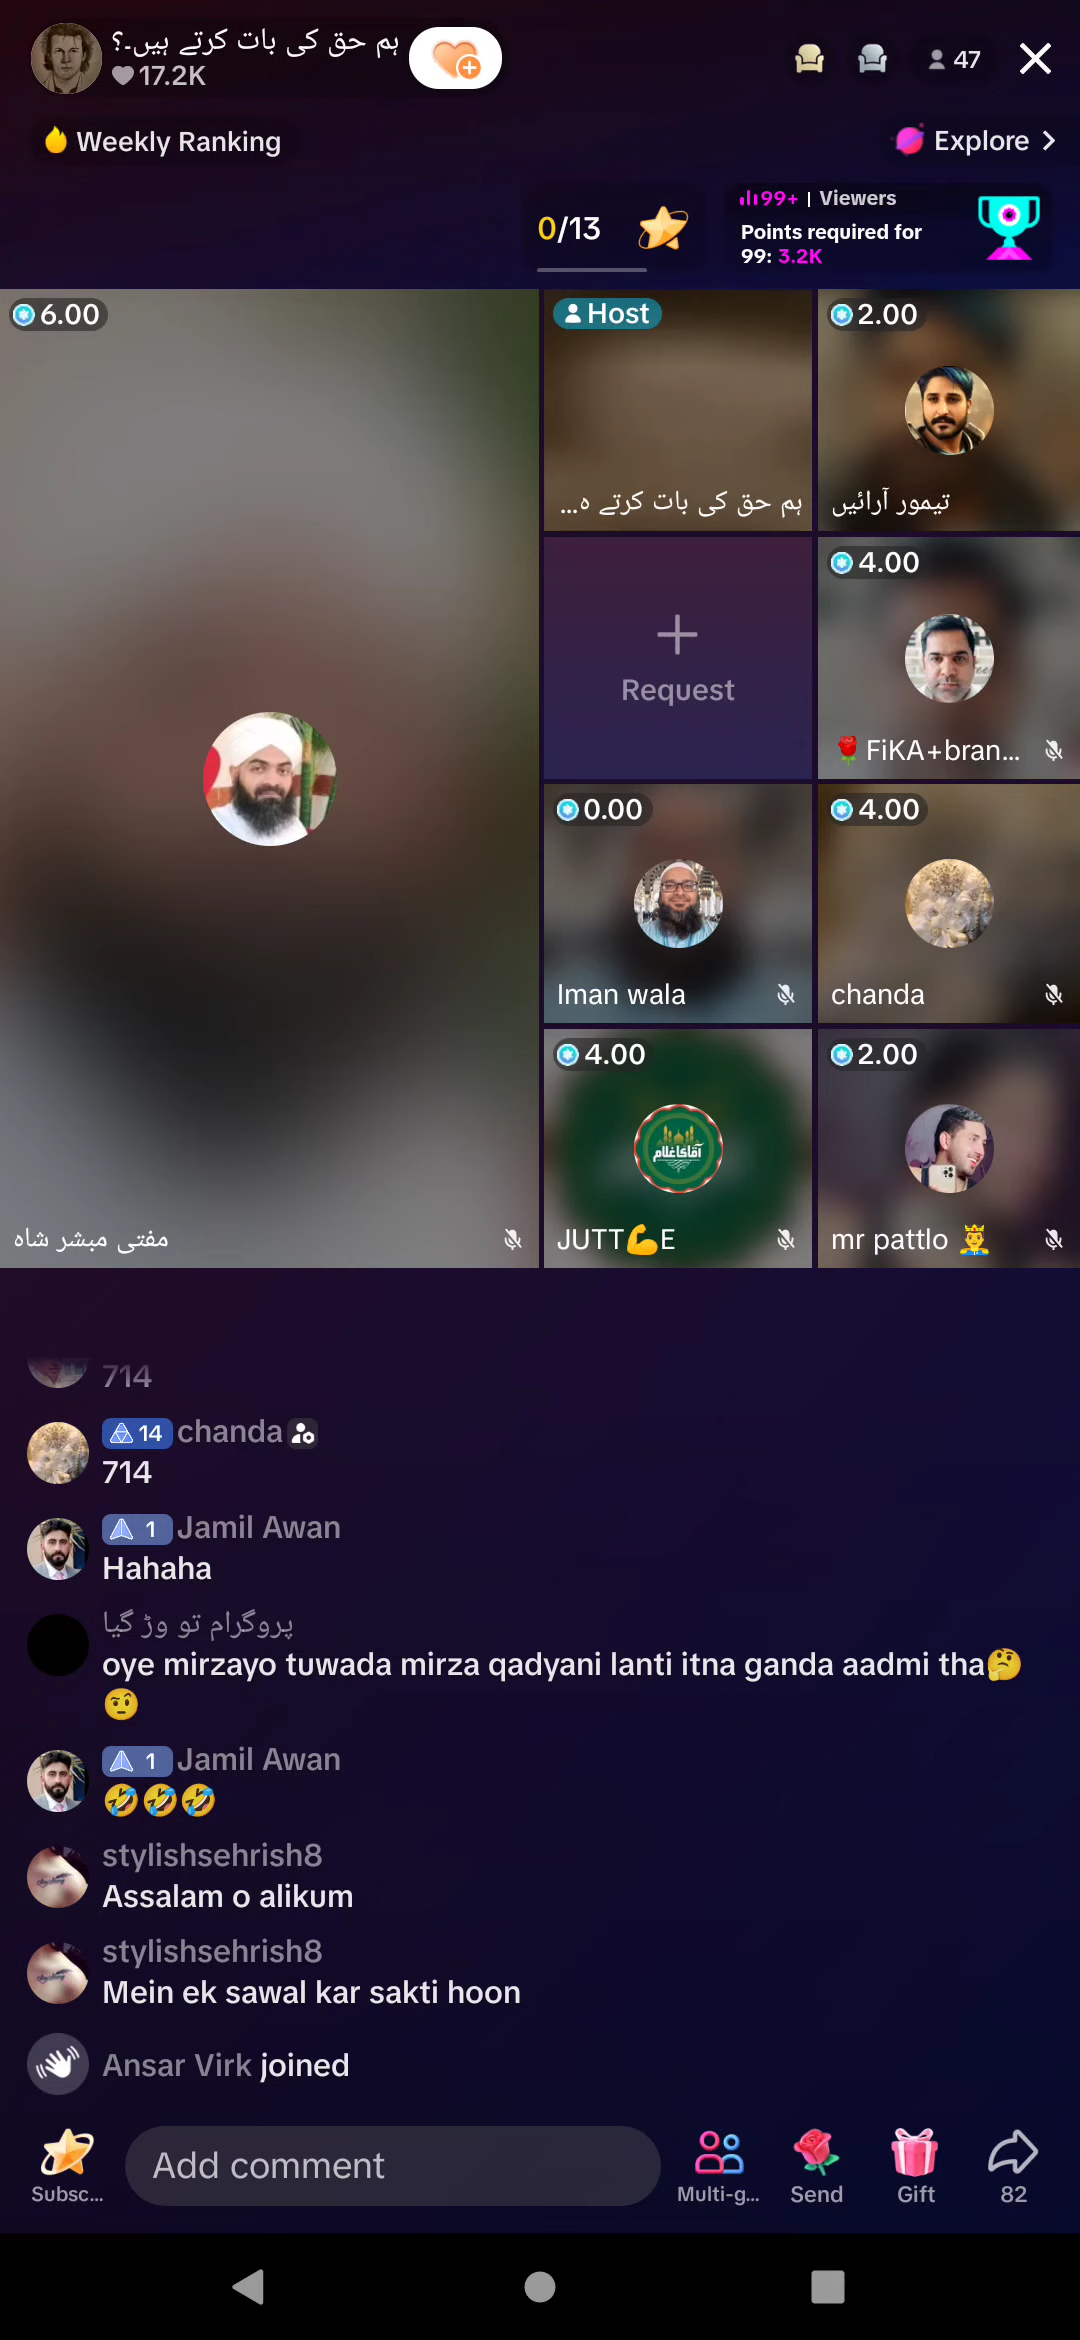 ہم حق کی بات کرتے ہیں۔؟
17.2K
47
Weekly Ranking
Explore
0/13
99+ | Viewers
Points required for
99: 3.2K
6.00
Host
2.00
ہم حق کی بات کرتے ہ...
تیمور آرائیں
4.00
Request
FiKA+bran...
0.00
4.00
Iman wala
chanda
4.00
2.00
آقا کا غلام
مفتی مبشر شاہ
JUTT💪E
mr pattlo 🤴
714
14 chanda
714
1 Jamil Awan
Hahaha
پروگرام تو وڑ گیا
oye mirzayo tuwada mirza qadyani lanti itna ganda aadmi tha🤔
🤨
1 Jamil Awan
🤣🤣🤣
stylishsehrish8
Assalam o alikum
stylishsehrish8
Mein ek sawal kar sakti hoon
Ansar Virk joined
Add comment
Subsc...
Multi-g...
Send
Gift
82